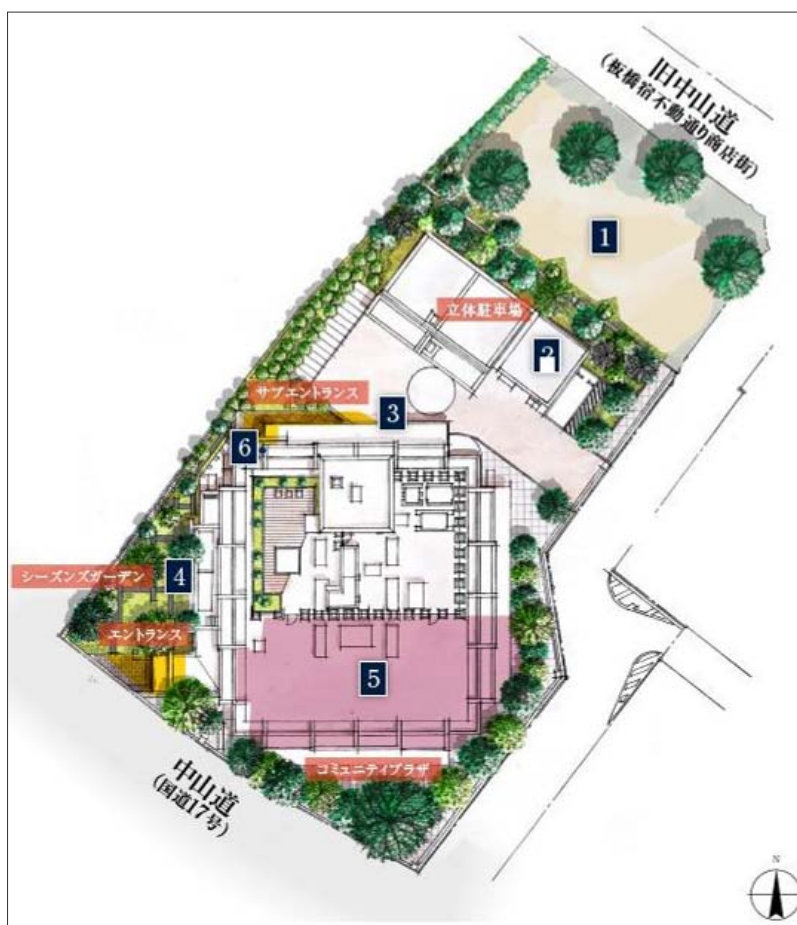 旧中山道
(板橋宿不動通り商店街)
1
立体駐車場
2
サブエントランス
3
6
シーズンズガーデン
4
エントランス
5
コミュニティプラザ
中山道
(国道17号)
N